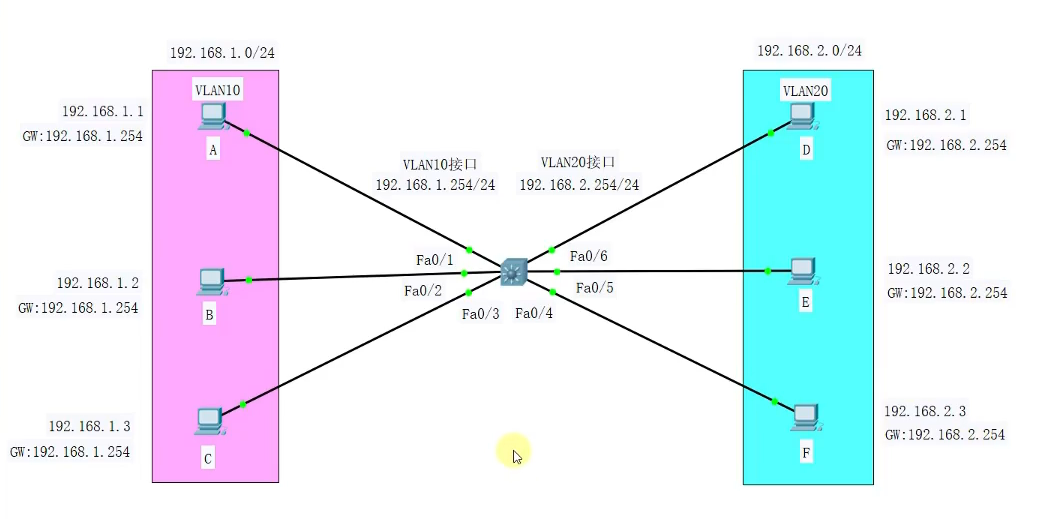 192.168.1.0/24
192.168.2.0/24
VLAN10
VLAN20
192.168.1.1
GW:192.168.1.254
A
192.168.2.1
GW:192.168.2.254
D
VLAN10接口
192.168.1.254/24
VLAN20接口
192.168.2.254/24
Fa0/1
Fa0/6
Fa0/2
Fa0/5
Fa0/3
Fa0/4
192.168.1.2
GW:192.168.1.254
B
192.168.2.2
GW:192.168.2.254
E
192.168.1.3
GW:192.168.1.254
C
192.168.2.3
GW:192.168.2.254
F